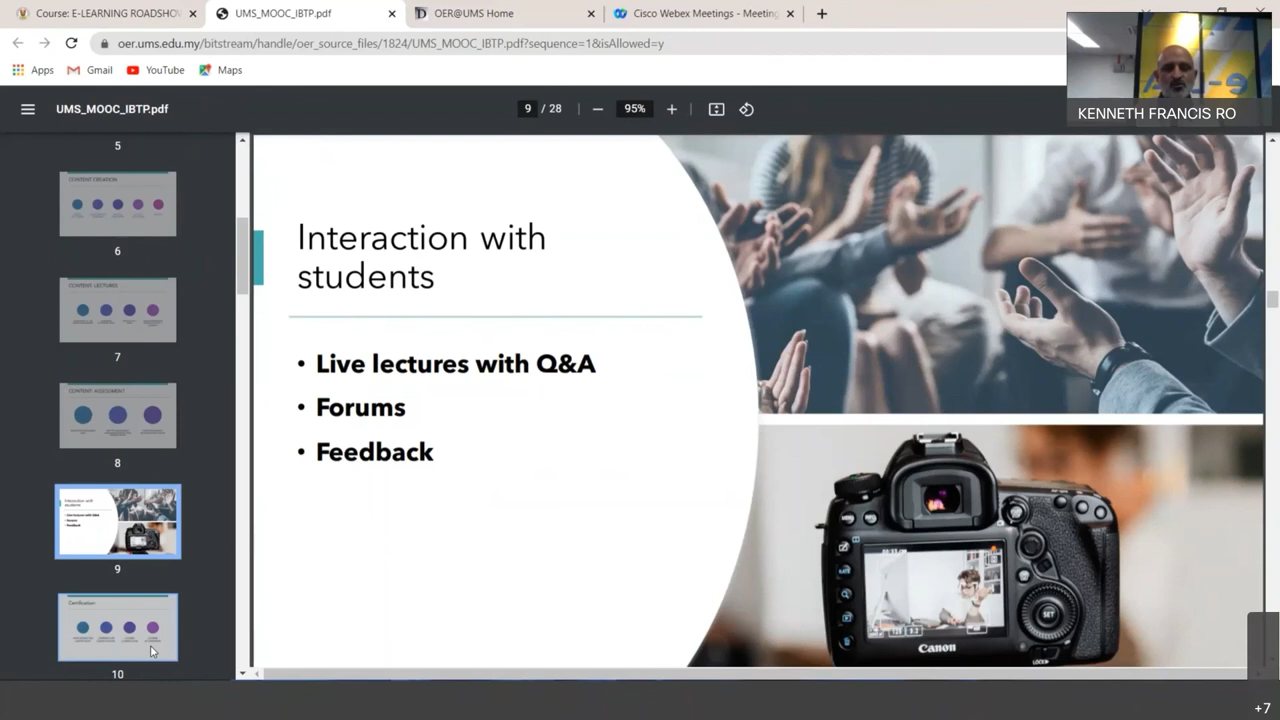 Course: E-LEARNING ROADSHOW
UMS_MOOC_IBTP.pdf
OER@UMS Home
Cisco Webex Meetings - Meeting
oer.ums.edu.my/bitstream/handle/oer_source_files/1824/UMS_MOOC_IBTP.pdf?sequence=1&isAllowed=y
Apps
Gmail
YouTube
Maps
KENNETH FRANCIS RO
UMS_MOOC_IBTP.pdf
9 / 28
95%
5
CONTENT CREATION
6
CONTENT LECTURES
7
CONTENT ASSESSMENT
8
Interaction with
students
Live lectures with Q&A
Forums
Feedback
9
Certification
10
Interaction with
students
• Live lectures with Q&A
• Forums
• Feedback
SET
Canon
+7